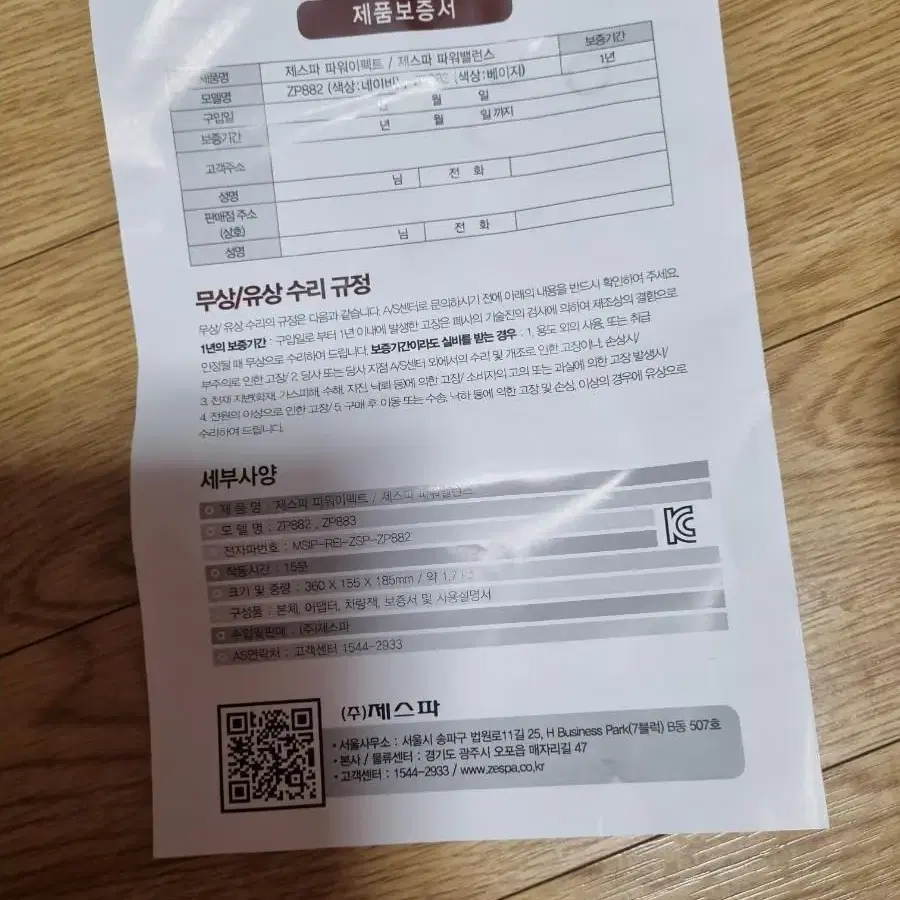 제품보증서
제품명 제스파 파워이펙트 / 제스파 파워밸런스 보증기간
모델명 ZP882 (색상:네이비) (색상:베이지) 1년
구입일 년 월 일
보증기간 년 월 일까지
고객주소
성명 님 전 화
판매점 주소
(상호)
성명 님 전 화
무상/유상 수리 규정
무상/ 유상 수리의 규정은 다음과 같습니다. A/S센터로 문의하시기 전에 아래의 내용을 반드시 확인하여 주세요.
1년의 보증기간 : 구입일로 부터 1년 이내에 발생한 고장은 폐사의 기술진의 검사에 의하여 제조상의 결함으로
인정될 때 무상으로 수리하여 드립니다. 보증기간이라도 실비를 받는 경우 : 1. 용도 외의 사용, 또는 취급
부주의로 인한 고장/ 2. 당사 또는 당사 지점 A/S센터 외에서의 수리 및 개조로 인한 고장이나, 손상시/
3. 천재 지변(화재, 가스피해, 수해, 지진, 낙뢰 등)에 의한 고장/ 소비자의 고의 또는 과실에 의한 고장 발생시/
4. 전원의 이상으로 인한 고장/ 5. 구매 후 이동 또는 수송, 낙하 등에 의한 고장 및 손상, 이상의 경우에 유상으로
수리하여 드립니다.
세부사양
제 품 명 : 제스파 파워이펙트 / 제스파 파워밸런스
모 델 명 : ZP882 , ZP883
전자파번호 : MSIP-REI-ZSP-ZP882
작동시간 : 15분
크기 및 중량 : 360 X 155 X 185mm / 약 1.7
구성품 : 본체, 어댑터, 차량잭, 보증서 및 사용설명서
수입및판매 : (주)제스파
AS연락처 : 고객센터 1544-2933
(주)제스파
• 서울사무소 : 서울시 송파구 법원로11길 25, H Business Park(7블럭) B동 507호
• 본사 / 물류센터 : 경기도 광주시 오포읍 매자리길 47
• 고객센터 : 1544-2933 / www.zespa.co.kr